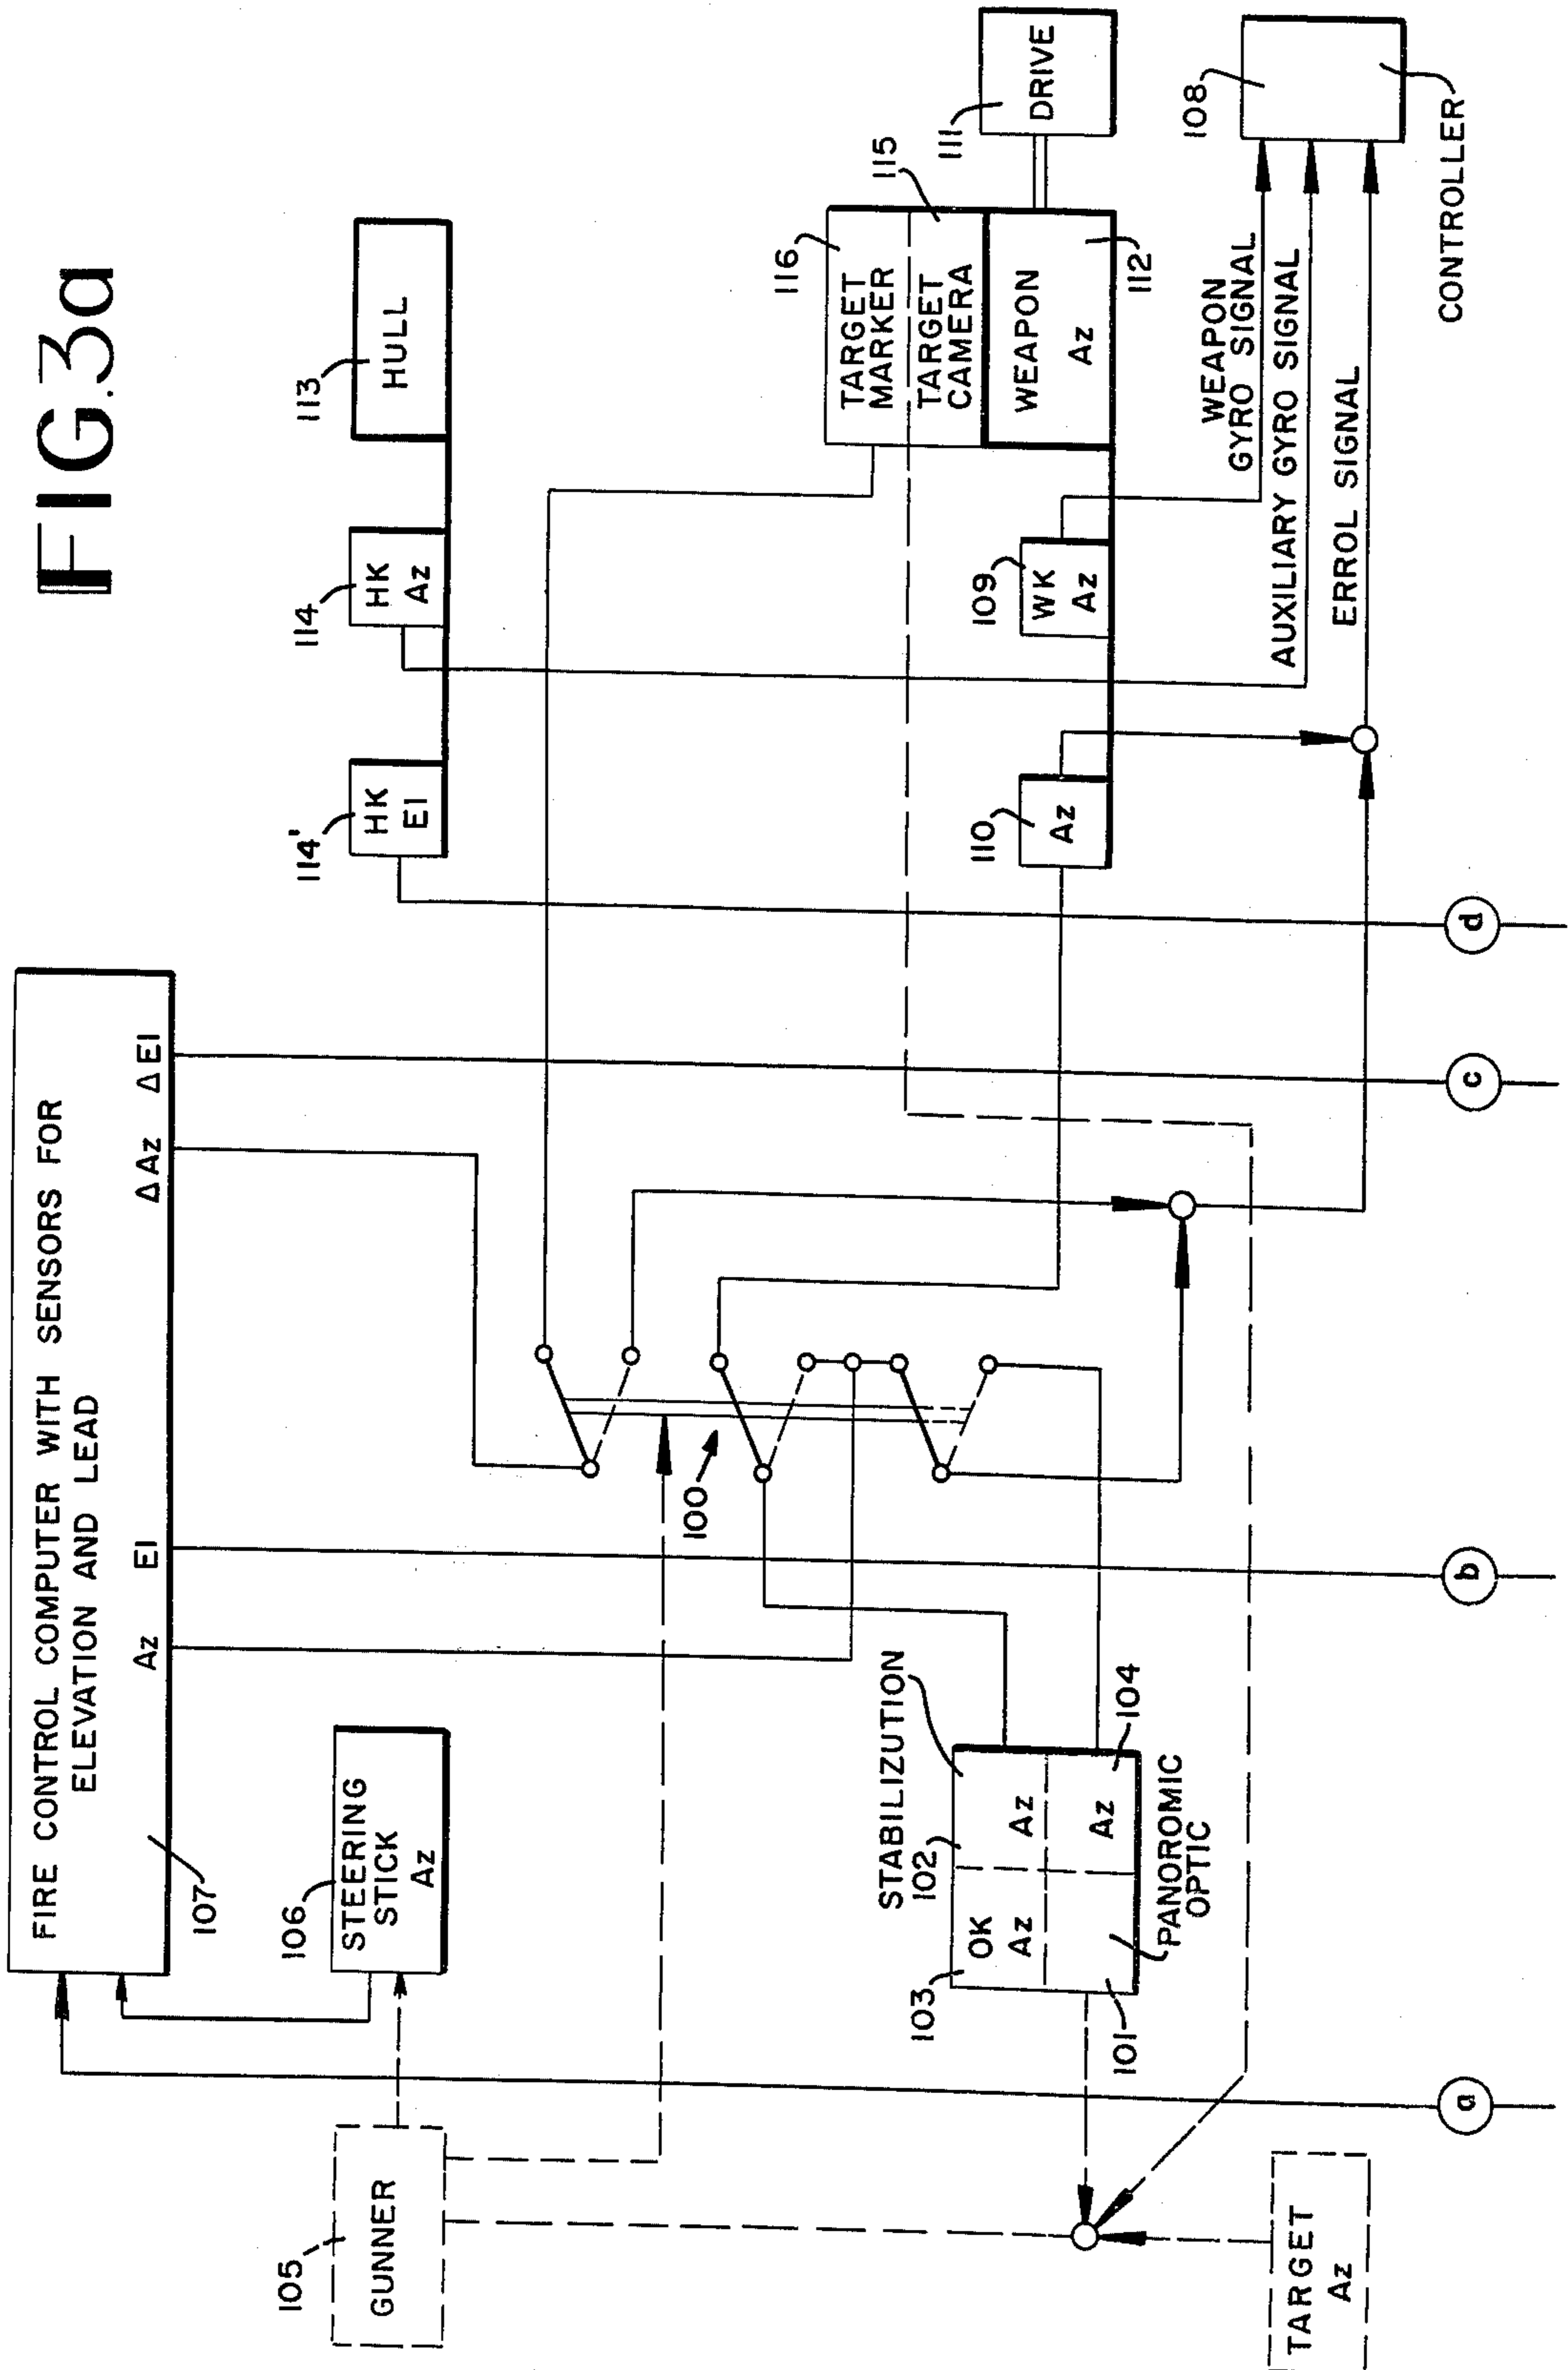 FIG.3a
FIRE CONTROL COMPUTER WITH SENSORS FOR
ELEVATION AND LEAD
Az
El
Δ Az
Δ El
107
105
GUNNER
106
STEERING
STICK
Az
114'
HK
El
114
HK
Az
113
HULL
100
STABILIZUTION
102
103
OK
Az
Az
Az
104
101
PANOROMIC
OPTIC
110
Az
109
WK
Az
116
TARGET
MARKER
TARGET
CAMERA
115
WEAPON
Az
112
111
DRIVE
WEAPON
GYRO SIGNAL
AUXILIARY GYRO SIGNAL
ERROL SIGNAL
108
CONTROLLER
TARGET
Az
a
b
c
d